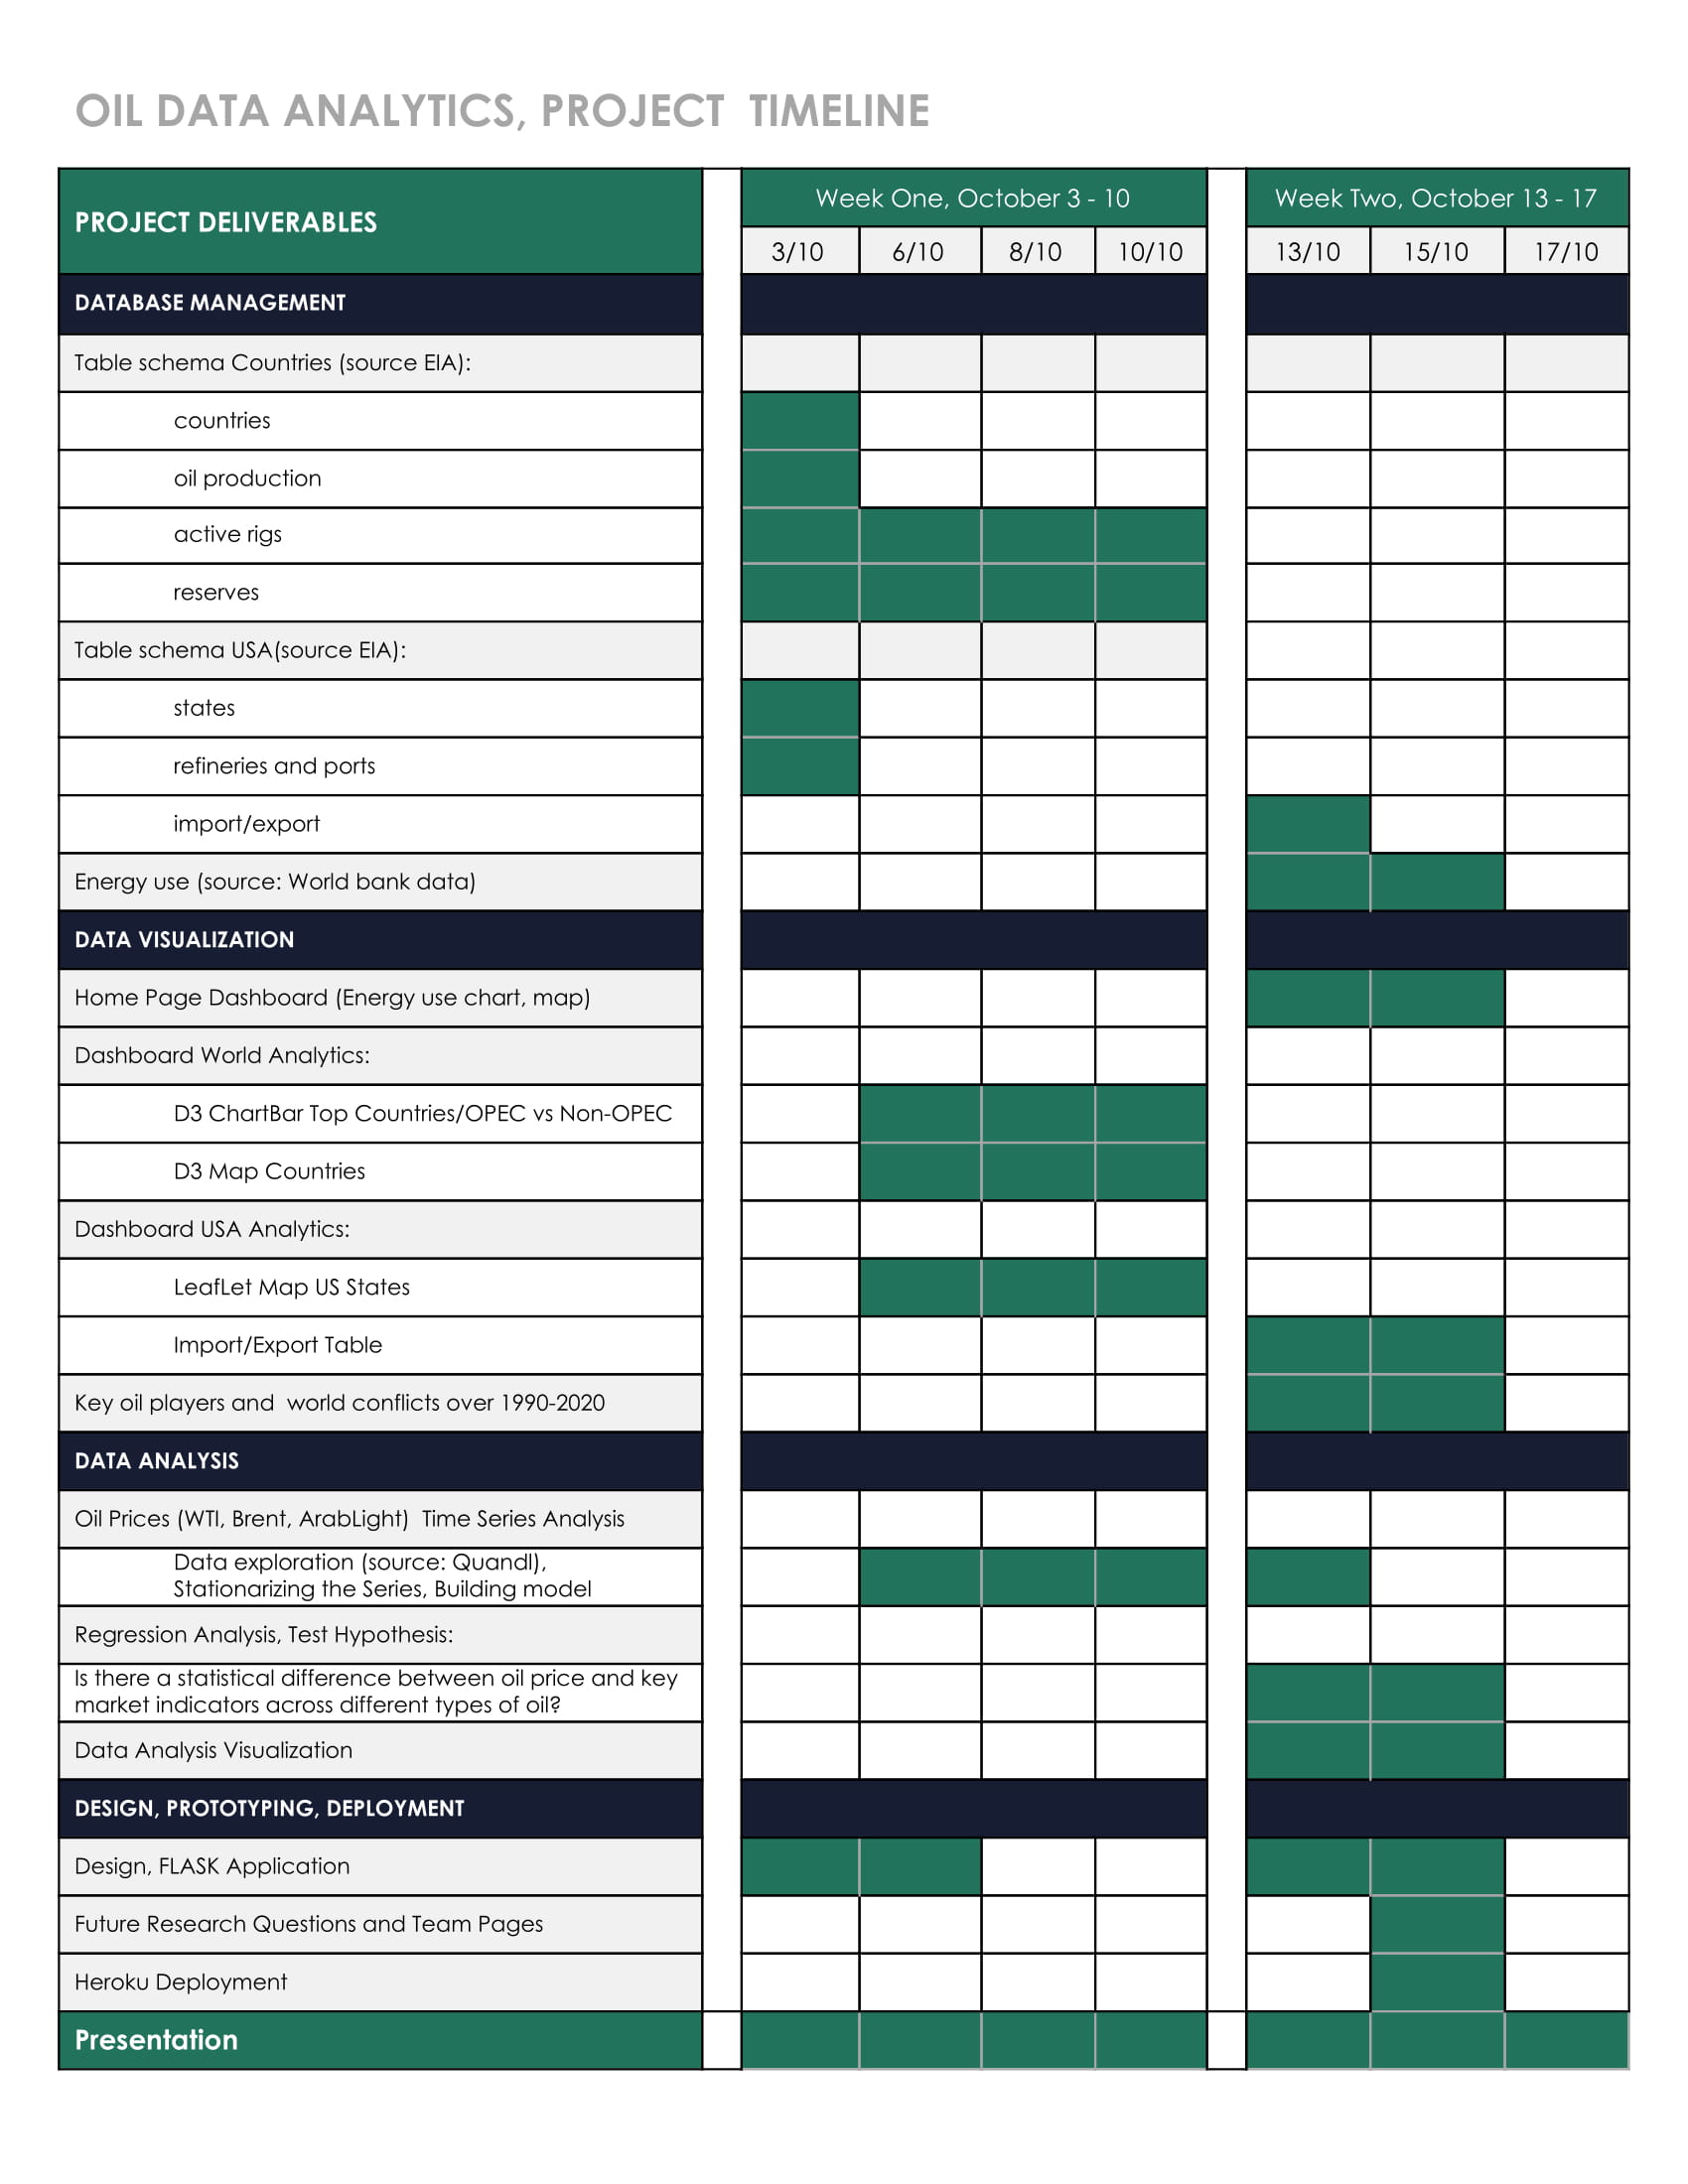 OIL DATA ANALYTICS, PROJECT  TIMELINE
PROJECT DELIVERABLES
Week One, October 3 - 10
Week Two, October 13 - 17
3/10
6/10
8/10
10/10
13/10
15/10
17/10
DATABASE MANAGEMENT
Table schema Countries (source EIA):
countries
oil production
active rigs
reserves
Table schema USA(source EIA):
states
refineries and ports
import/export
Energy use (source: World bank data)
DATA VISUALIZATION
Home Page Dashboard (Energy use chart, map)
Dashboard World Analytics:
D3 ChartBar Top Countries/OPEC vs Non-OPEC
D3 Map Countries
Dashboard USA Analytics:
LeafLet Map US States
Import/Export Table
Key oil players and  world conflicts over 1990-2020
DATA ANALYSIS
Oil Prices (WTI, Brent, ArabLight)  Time Series Analysis
Data exploration (source: Quandl),
Stationarizing the Series, Building model
Regression Analysis, Test Hypothesis:
Is there a statistical difference between oil price and key
market indicators across different types of oil?
Data Analysis Visualization
DESIGN, PROTOTYPING, DEPLOYMENT
Design, FLASK Application
Future Research Questions and Team Pages
Heroku Deployment
Presentation